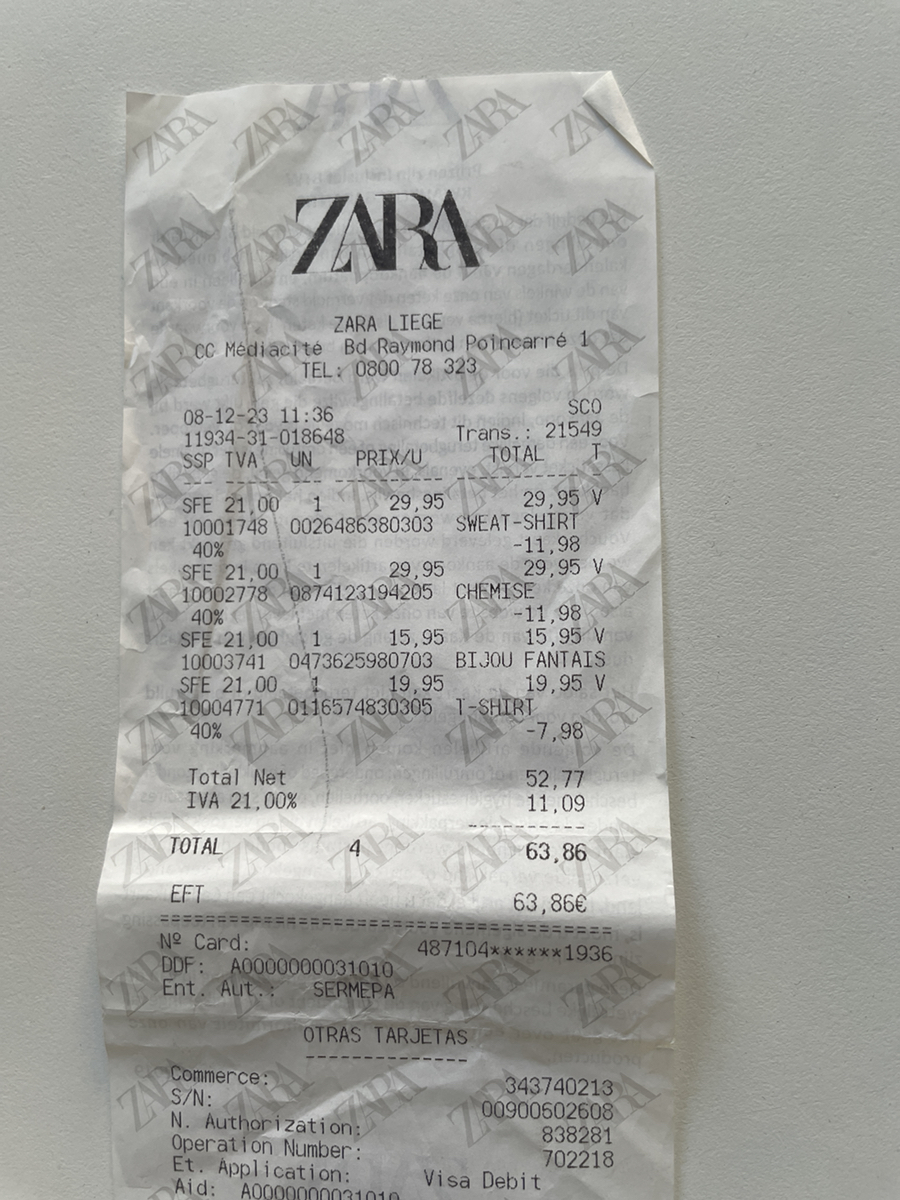 ZARA
ZARA LIEGE
CC Médiacité Bd Raymond Poincarré 1
TEL: 0800 78 323
08-12-23 11:36 SCO
11934-31-018648 Trans.: 21549
SSP TVA UN PRIX/U TOTAL T
--- --- -- ---------- ---------- -
SFE 21,00 1 29,95 29,95 V
10001748 0026486380303 SWEAT-SHIRT
40% -11,98
SFE 21,00 1 29,95 29,95 V
10002778 0874123194205 CHEMISE
40% -11,98
SFE 21,00 1 15,95 15,95 V
10003741 0473625980703 BIJOU FANTAIS
SFE 21,00 1 19,95 19,95 V
10004771 0116574830305 T-SHIRT
40% -7,98
Total Net 52,77
IVA 21,00% 11,09
----------
TOTAL 4 63,86
EFT 63,86€
======================================
Nº Card: 487104******1936
DDF: A0000000031010
Ent. Aut.: SERMEPA
OTRAS TARJETAS
--------------
Commerce: 343740213
S/N: 00900602608
N. Authorization: 838281
Operation Number: 702218
Et. Application: Visa Debit
Aid: A0000000031010